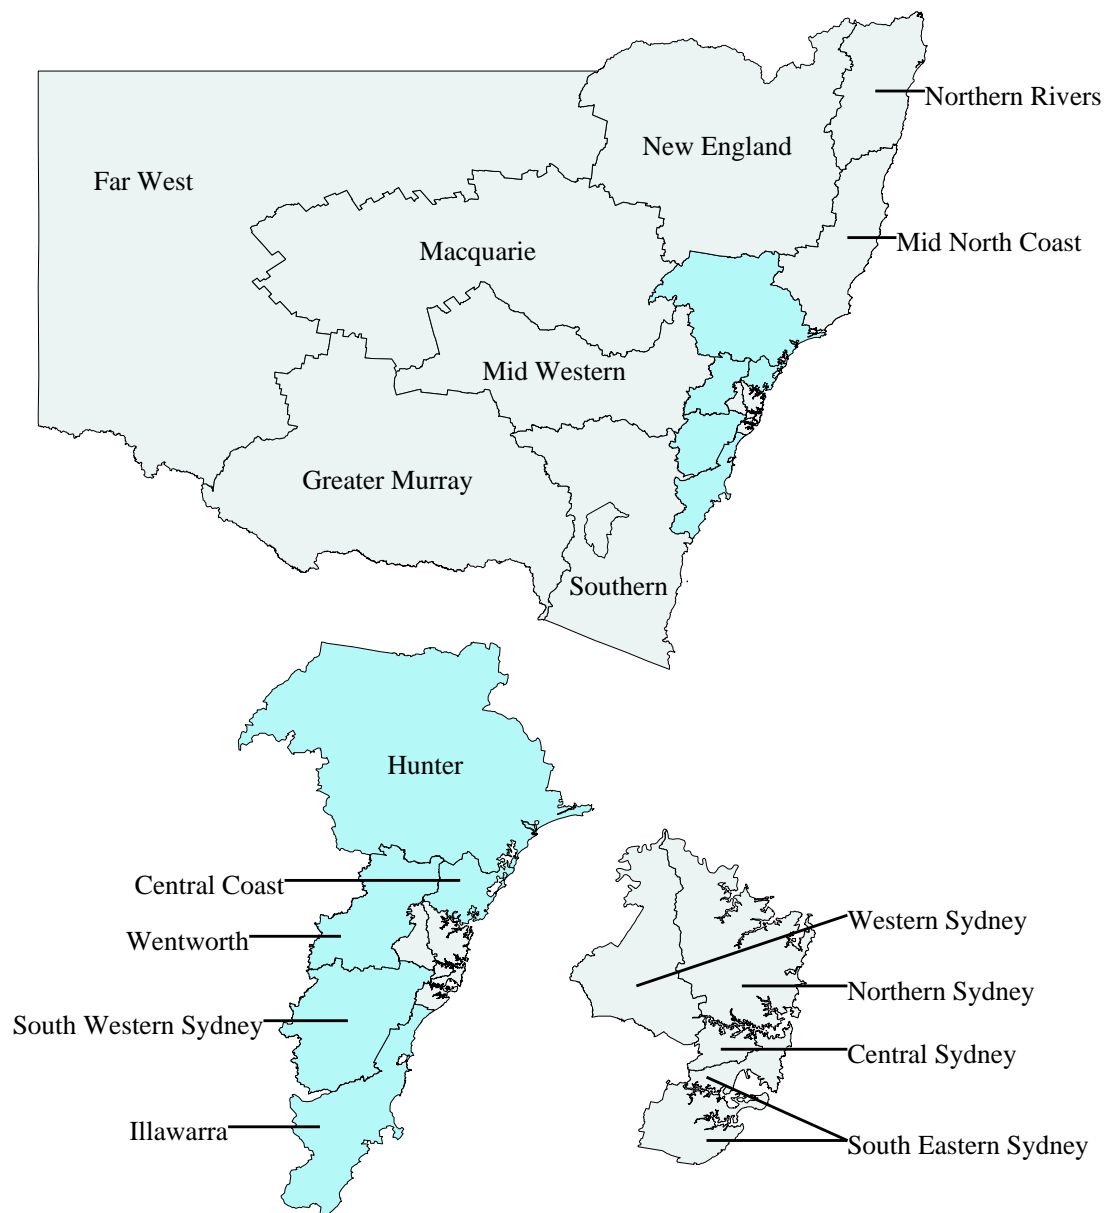 Northern Rivers
New England
Far West
Mid North Coast
Macquarie
Mid Western
Greater Murray
Southern
Hunter
Central Coast
Western Sydney
Wentworth
Northern Sydney
South Western Sydney
Central Sydney
Illawarra
South Eastern Sydney